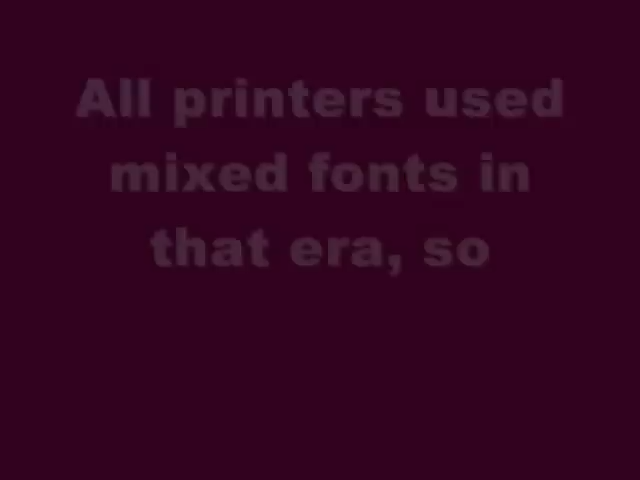 All printers used
mixed fonts in
that era, so